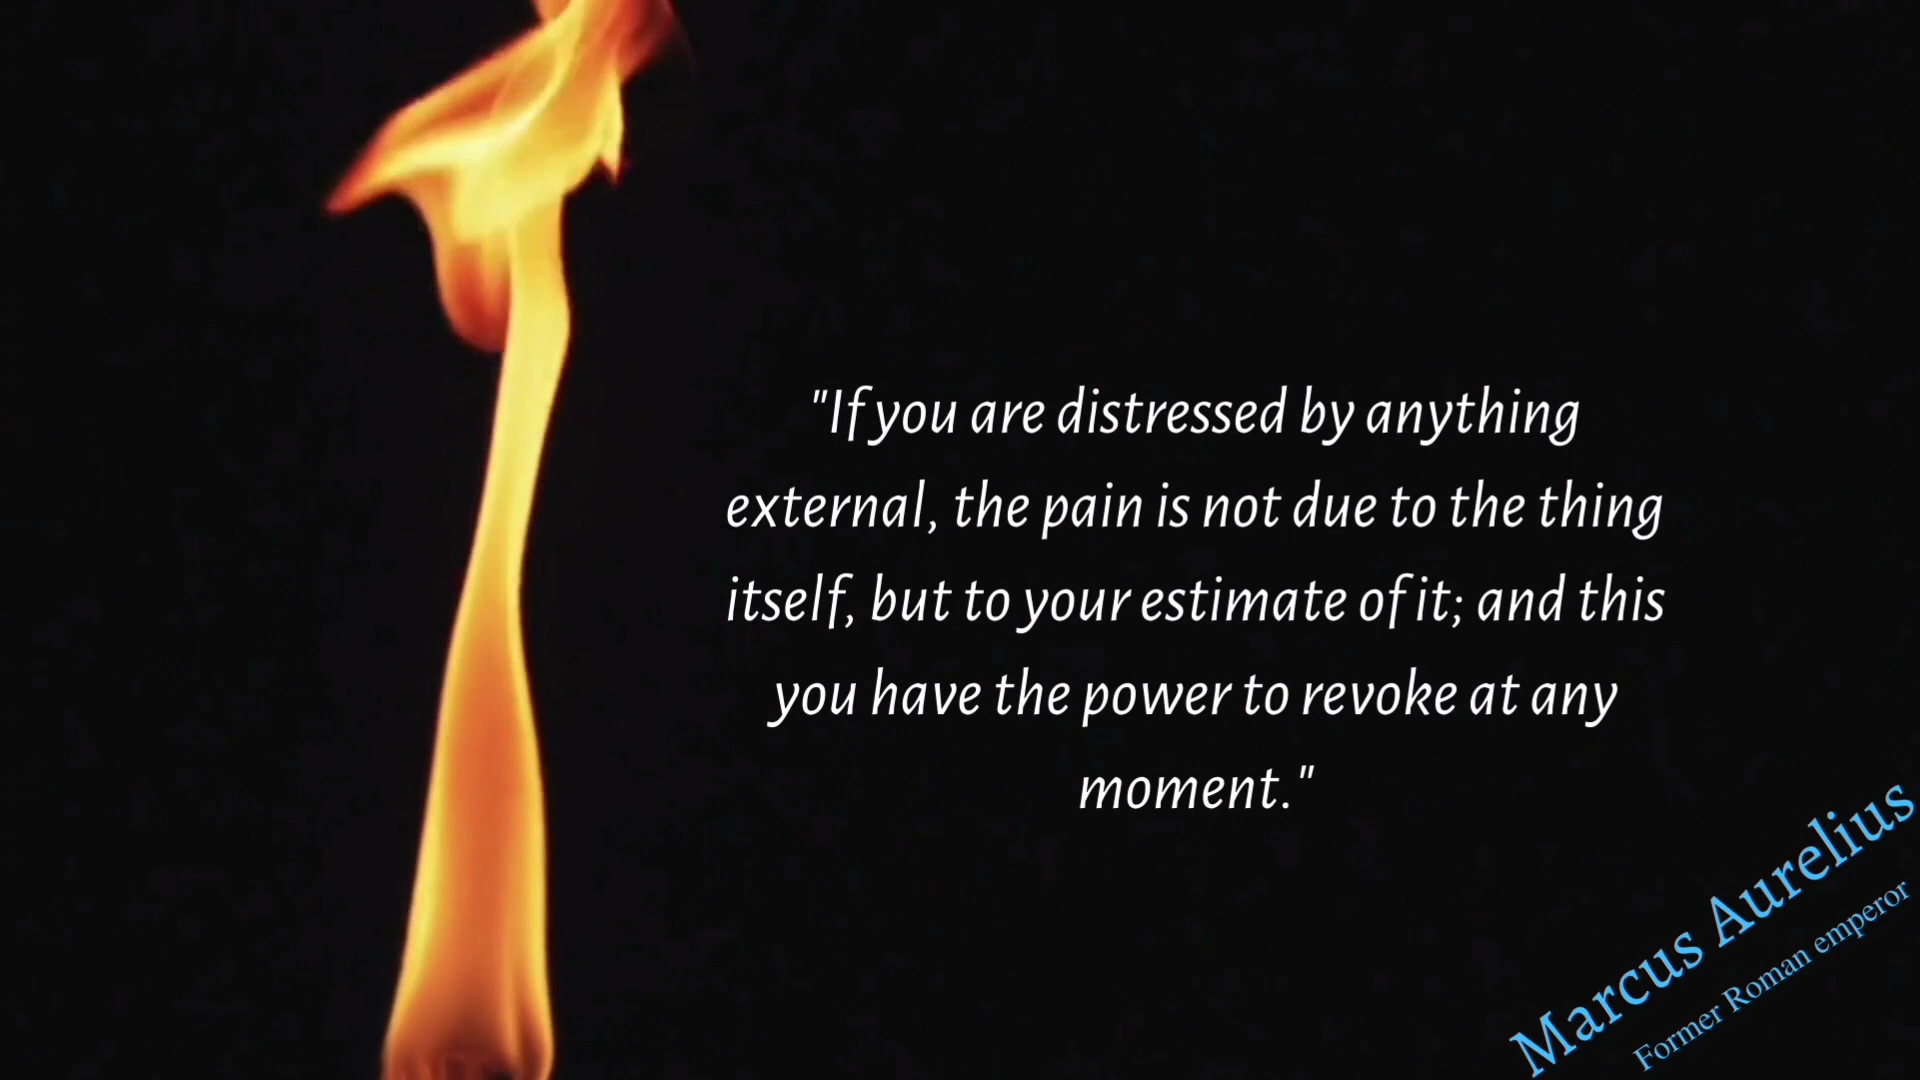 "If you are distressed by anything
external, the pain is not due to the thing
itself, but to your estimate of it; and this
you have the power to revoke at any
moment."
Marcus Aurelius
Former Roman emperor